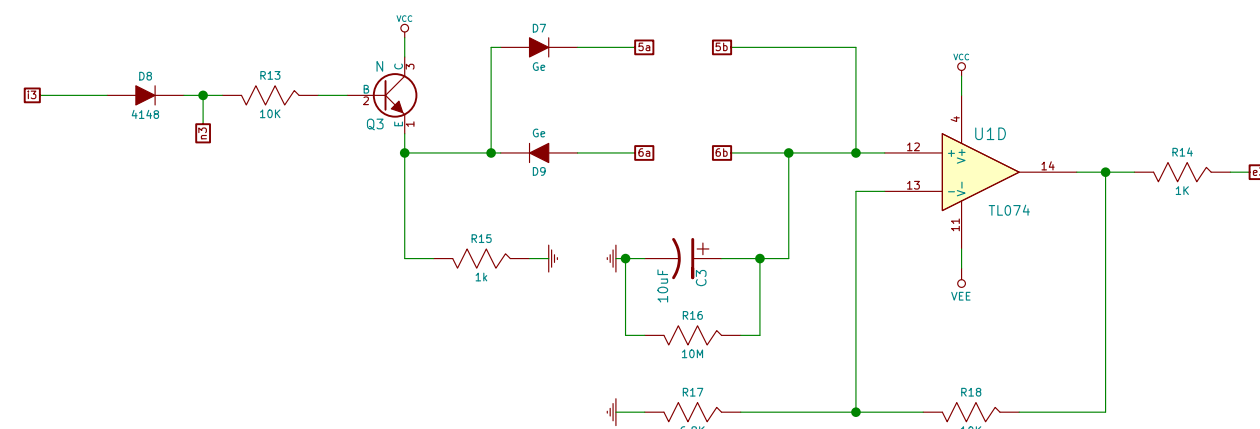 VCC
D7
5a
5b
Ge
VCC
D8
R13
N
C
3
i3
B
2
4148
10K
n3
Q3
E
1
4
U1D
Ge
6a
6b
12
+
V+
14
R14
D9
13
-
V-
1K
TL074
11
R15
+
1k
10uF
C3
VEE
R16
10M
R17
R18